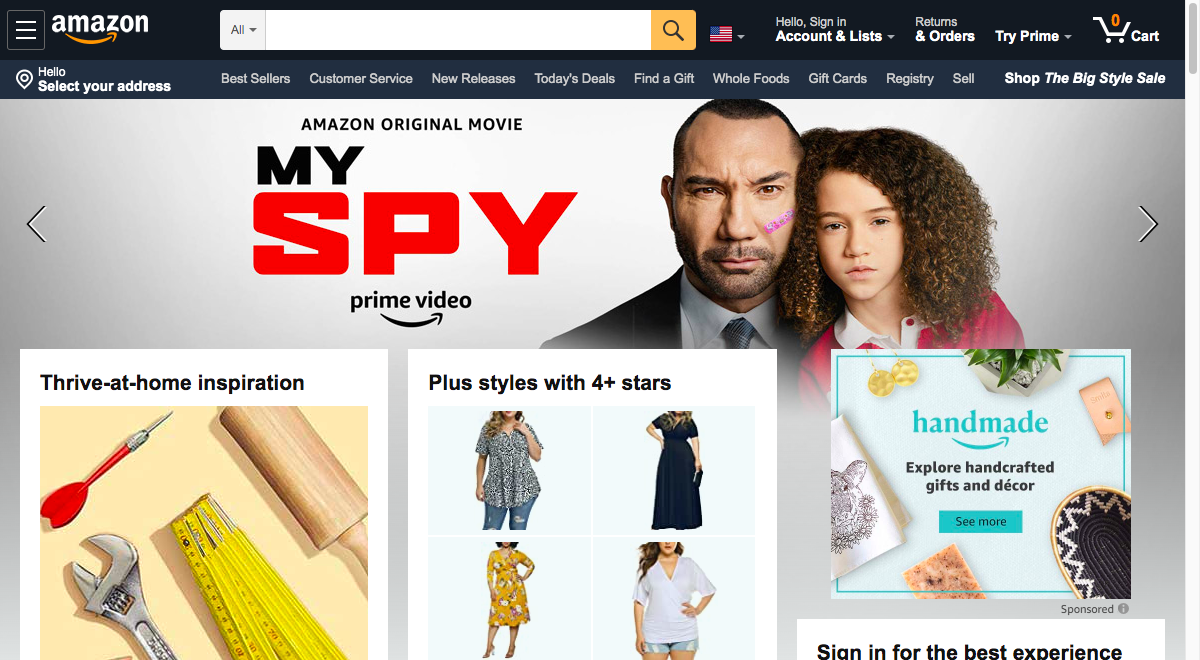 amazon
All
0
Hello, Sign in
Account & Lists
Returns
& Orders
Try Prime
Cart
Hello
Select your address
Best Sellers
Customer Service
New Releases
Today's Deals
Find a Gift
Whole Foods
Gift Cards
Registry
Sell
Shop The Big Style Sale
AMAZON ORIGINAL MOVIE
MY
SPY
prime video
Thrive-at-home inspiration
Plus styles with 4+ stars
handmade
Explore handcrafted
gifts and décor
See more
Sponsored
Sign in for the best experience